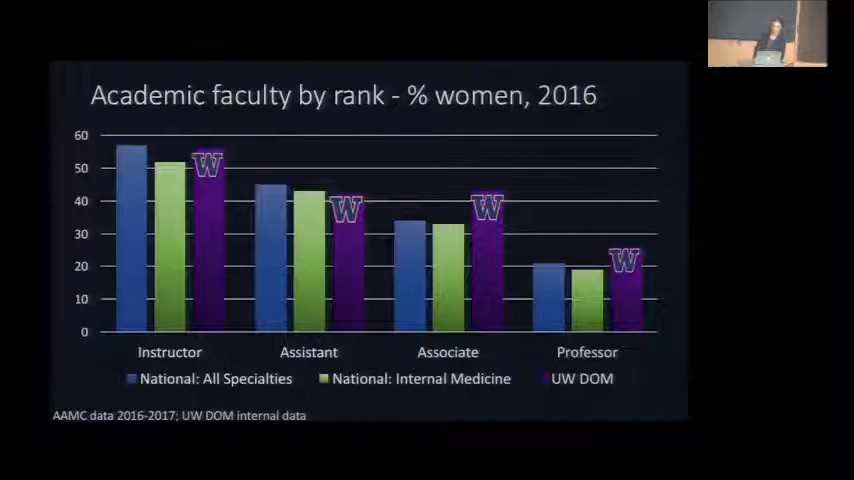 Academic faculty by rank - % women, 2016
60
50
40
30
20
10
0
W
W
W
W
Instructor
Assistant
Associate
Professor
National: All Specialties
National: Internal Medicine
UW DOM
AAMC data 2016-2017; UW DOM internal data